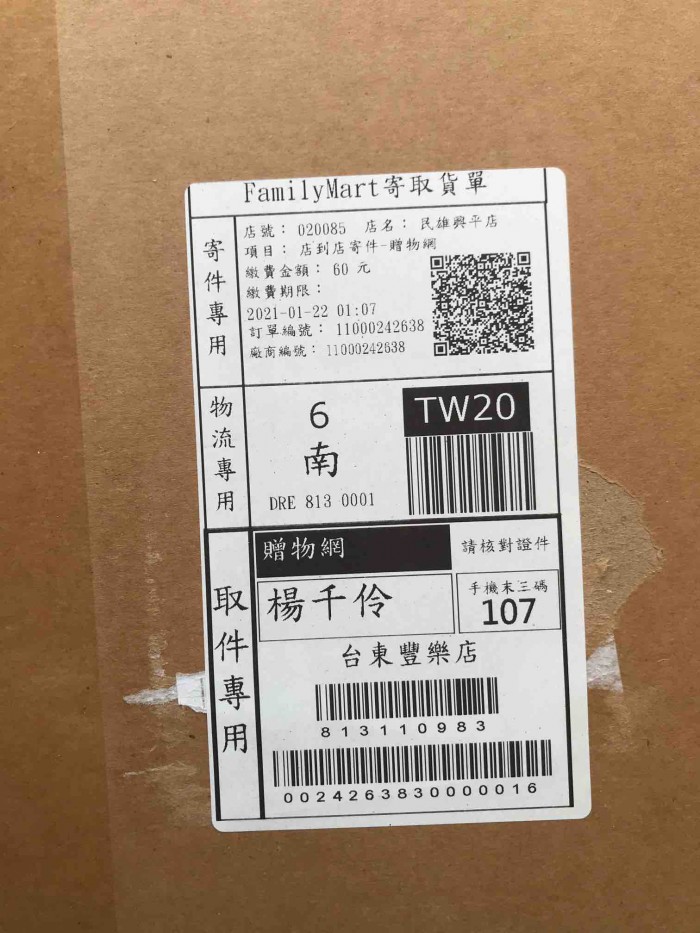 FamilyMart寄取貨單
寄件專用
店號： 020085 店名： 民雄興平店
項目： 店到店寄件-贈物網
繳費金額： 60 元
繳費期限：
2021-01-22 01:07
訂單編號： 11000242638
廠商編號： 11000242638
物流專用
6
南
DRE 813 0001
TW20
取件專用
贈物網
請核對證件
楊千伶
手機末三碼
107
台東豐樂店
813110983
0024263830000016